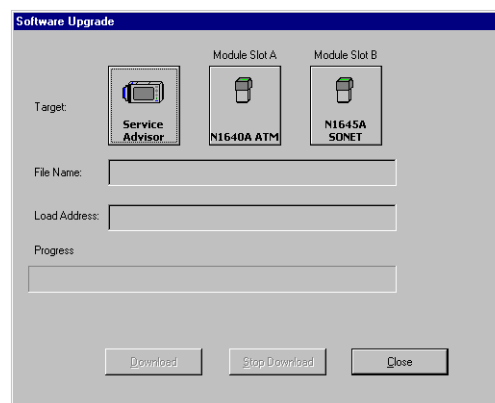 Software Upgrade
Module Slot A
Module Slot B
Target:
Service
Advisor
N1640A ATM
N1645A
SONET
File Name:
Load Address:
Progress
Download
Stop Download
Close